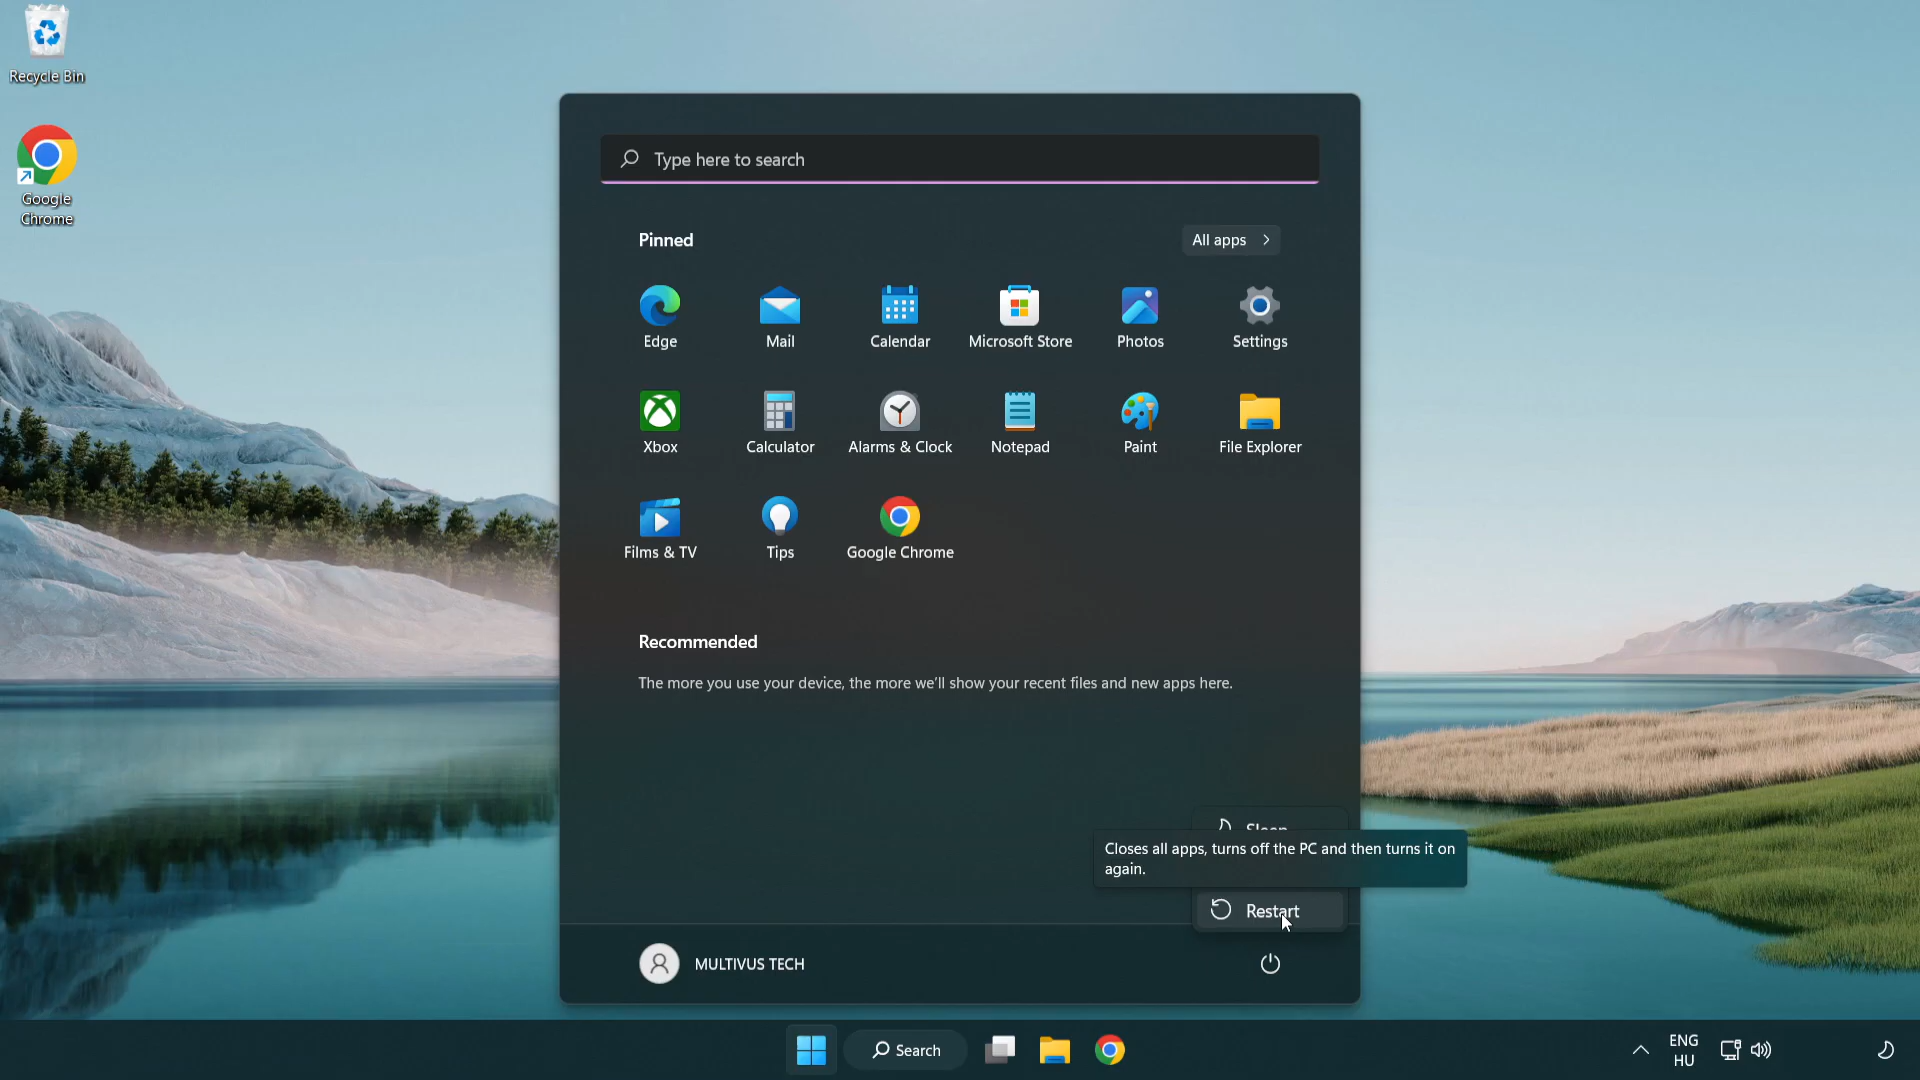 Recycle Bin
Google
Chrome
Type here to search
Pinned
All apps
Edge
Mail
Calendar
Microsoft Store
Photos
Settings
Xbox
Calculator
Alarms & Clock
Notepad
Paint
File Explorer
Films & TV
Tips
Google Chrome
Recommended
The more you use your device, the more we'll show your recent files and new apps here.
Sleep
Closes all apps, turns off the PC and then turns it on
again.
Restart
MULTIVUS TECH
Search
ENG
HU